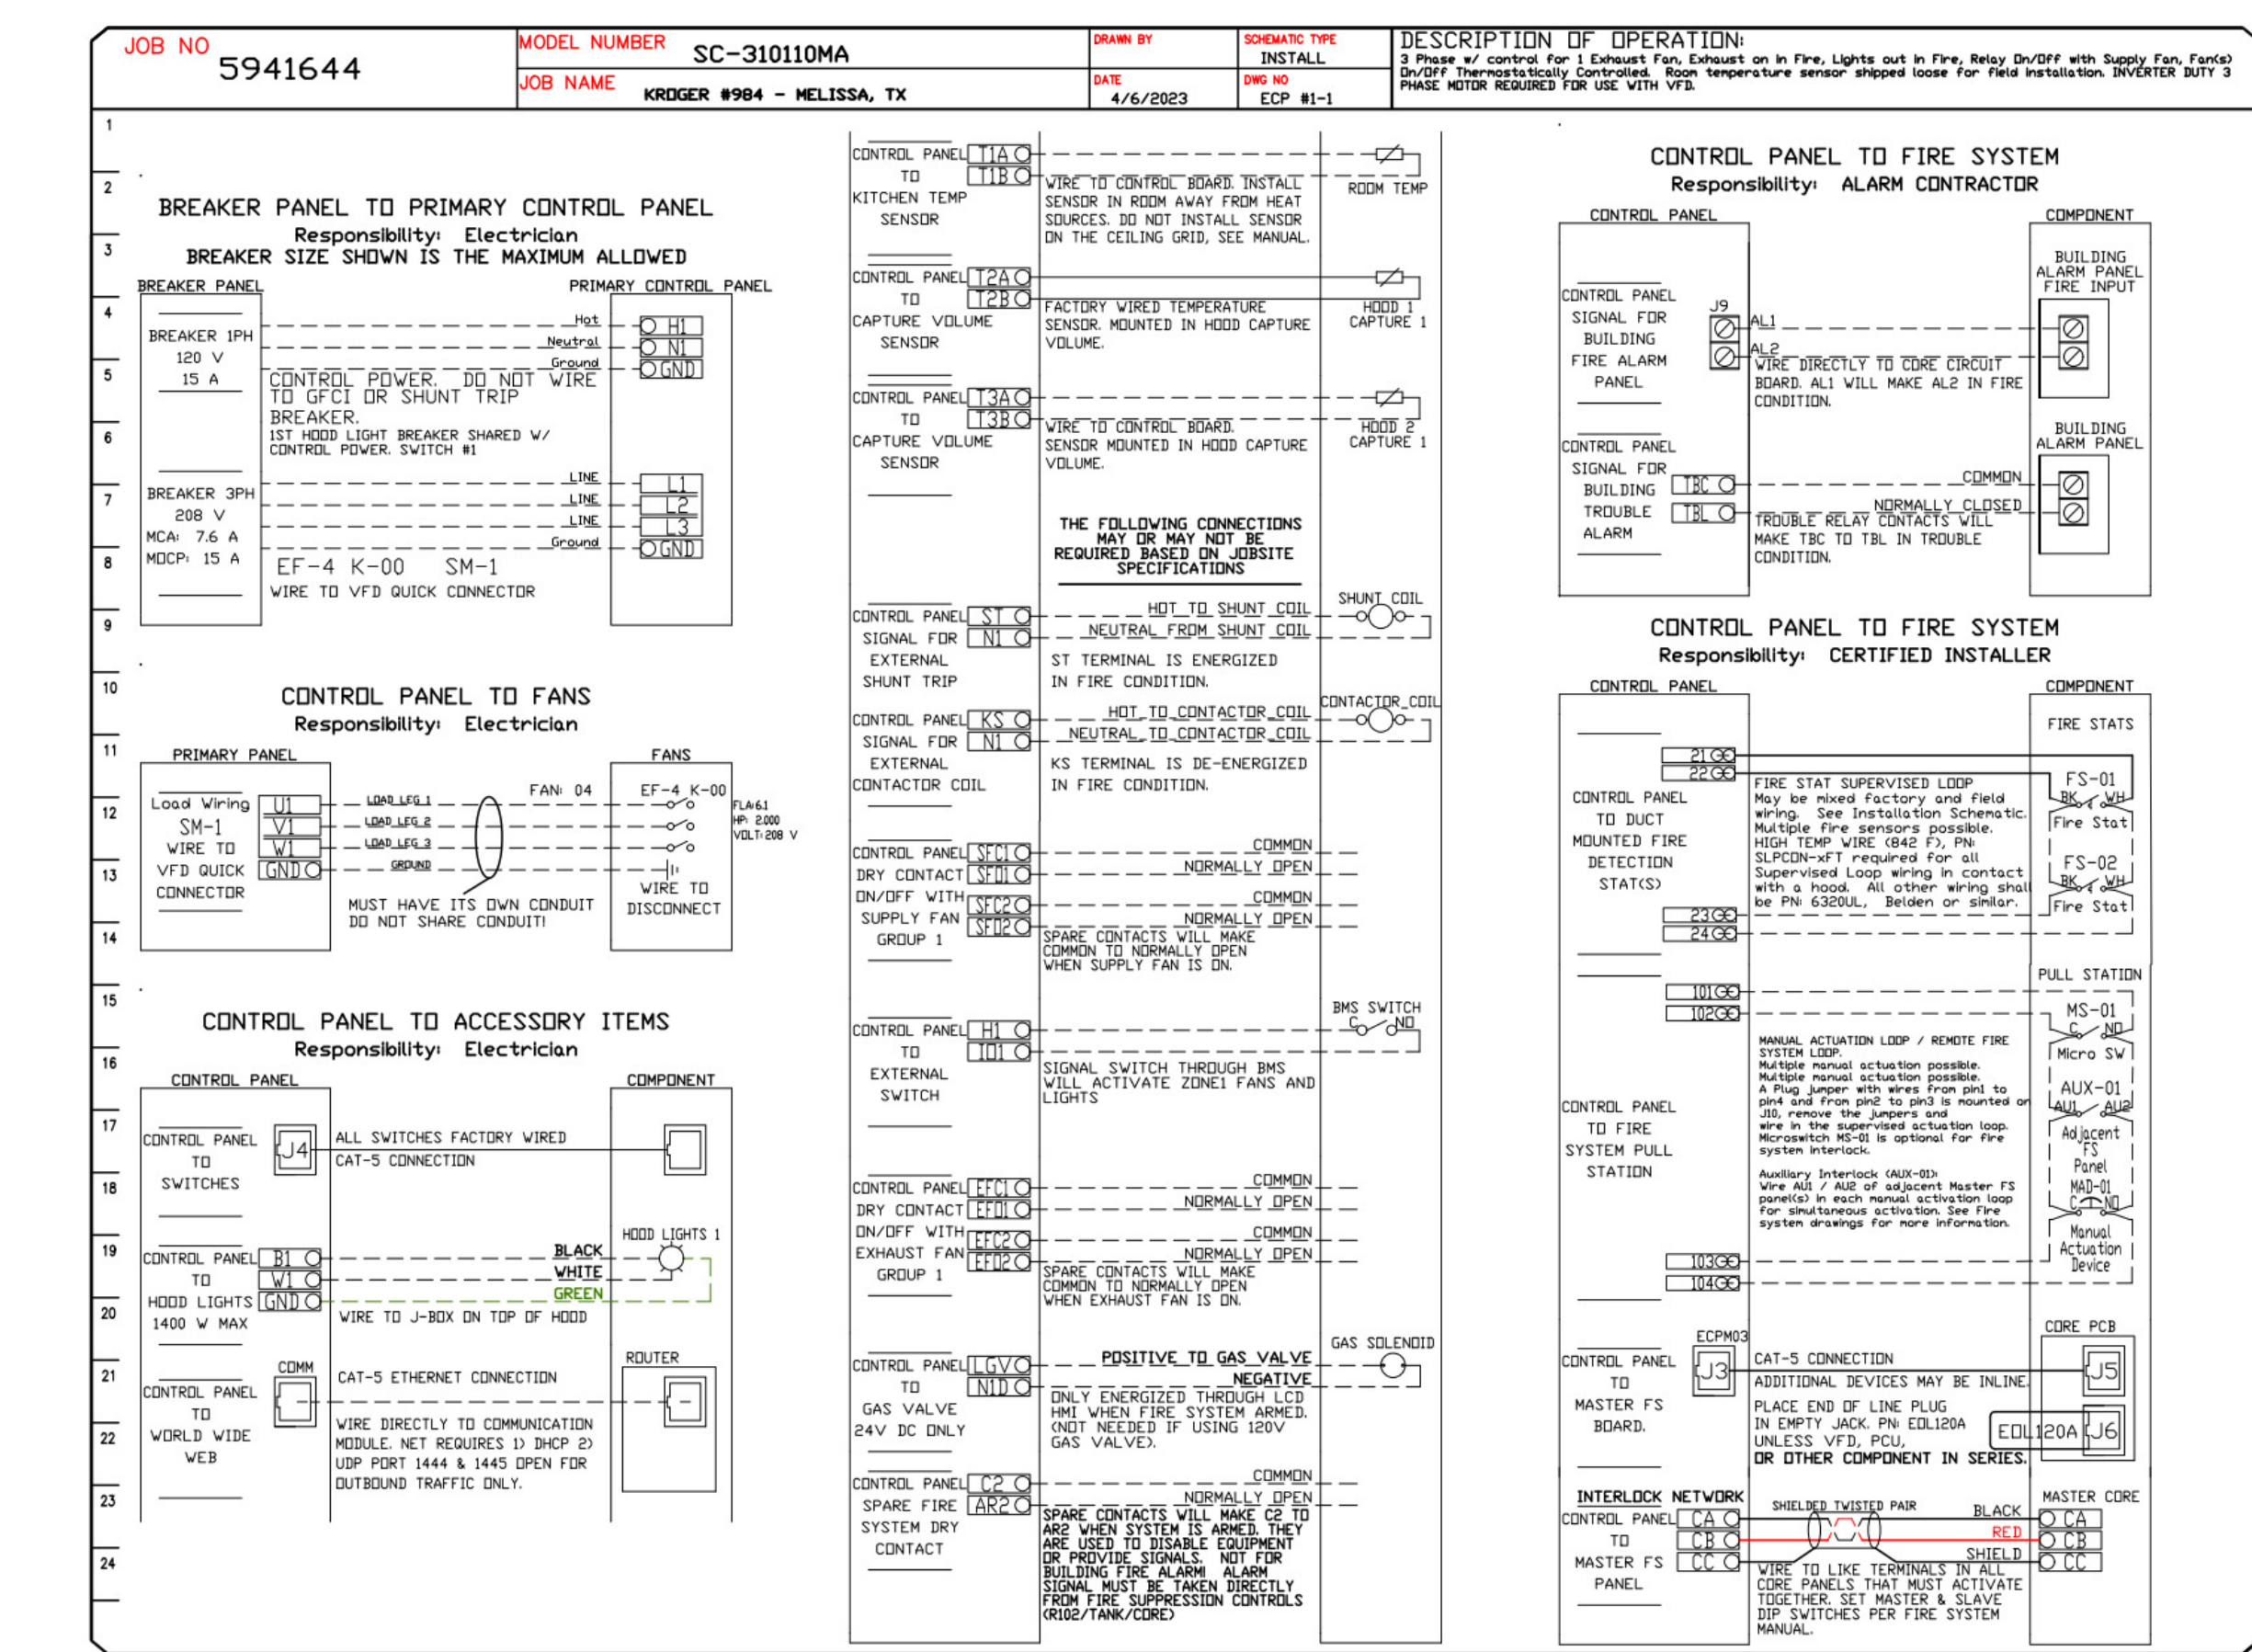 JOB NO
5941644
MODEL NUMBER
SC-310110MA
JOB NAME
KROGER #984 - MELISSA, TX
DRAWN BY
DATE
4/6/2023
SCHEMATIC TYPE
INSTALL
DWG NO
ECP #1-1
DESCRIPTION OF OPERATION:
3 Phase w/ control for 1 Exhaust Fan, Exhaust on in Fire, Lights out in Fire, Relay On/Off with Supply Fan, Fan(s)
On/Off Thermostatically Controlled. Room temperature sensor shipped loose for field installation. INVERTER DUTY 3
PHASE MOTOR REQUIRED FOR USE WITH VFD.
1
2
3
4
5
6
7
8
9
10
11
12
13
14
15
16
17
18
19
20
21
22
23
24
BREAKER PANEL TO PRIMARY CONTROL PANEL
Responsibility: Electrician
BREAKER SIZE SHOWN IS THE MAXIMUM ALLOWED
BREAKER PANEL
PRIMARY CONTROL PANEL
BREAKER 1PH
120 V
15 A
Hot
H1
Neutral
N1
Ground
GND
CONTROL POWER. DO NOT WIRE
TO GFCI OR SHUNT TRIP
BREAKER.
1ST HOOD LIGHT BREAKER SHARED W/
CONTROL POWER. SWITCH #1
BREAKER 3PH
208 V
MCA: 7.6 A
MOCP: 15 A
LINE
L1
LINE
L2
LINE
L3
Ground
GND
EF-4 K-00 SM-1
WIRE TO VFD QUICK CONNECTOR
CONTROL PANEL TO FANS
Responsibility: Electrician
PRIMARY PANEL
FANS
Load Wiring
SM-1
WIRE TO
VFD QUICK
CONNECTOR
U1
V1
W1
GND
LOAD LEG 1
LOAD LEG 2
LOAD LEG 3
GROUND
FAN: 04
EF-4 K-00
FLA:6.1
HP: 2.000
VOLT:208 V
MUST HAVE ITS OWN CONDUIT
DO NOT SHARE CONDUIT!
WIRE TO
DISCONNECT
CONTROL PANEL TO ACCESSORY ITEMS
Responsibility: Electrician
CONTROL PANEL
COMPONENT
CONTROL PANEL
TO
SWITCHES
J4
ALL SWITCHES FACTORY WIRED
CAT-5 CONNECTION
CONTROL PANEL
TO
HOOD LIGHTS
1400 W MAX
B1
W1
GND
BLACK
WHITE
GREEN
HOOD LIGHTS 1
WIRE TO J-BOX ON TOP OF HOOD
CONTROL PANEL
TO
WORLD WIDE
WEB
COMM
CAT-5 ETHERNET CONNECTION
ROUTER
WIRE DIRECTLY TO COMMUNICATION
MODULE. NET REQUIRES 1) DHCP 2)
UDP PORT 1444 & 1445 OPEN FOR
OUTBOUND TRAFFIC ONLY.
CONTROL PANEL
TO
KITCHEN TEMP
SENSOR
T1A
T1B
WIRE TO CONTROL BOARD. INSTALL
SENSOR IN ROOM AWAY FROM HEAT
SOURCES. DO NOT INSTALL SENSOR
ON THE CEILING GRID, SEE MANUAL.
ROOM TEMP
CONTROL PANEL
TO
CAPTURE VOLUME
SENSOR
T2A
T2B
FACTORY WIRED TEMPERATURE
SENSOR. MOUNTED IN HOOD CAPTURE
VOLUME.
HOOD 1
CAPTURE 1
CONTROL PANEL
TO
CAPTURE VOLUME
SENSOR
T3A
T3B
WIRE TO CONTROL BOARD.
SENSOR MOUNTED IN HOOD CAPTURE
VOLUME.
HOOD 2
CAPTURE 1
THE FOLLOWING CONNECTIONS
MAY OR MAY NOT BE
REQUIRED BASED ON JOBSITE
SPECIFICATIONS
CONTROL PANEL
SIGNAL FOR
EXTERNAL
SHUNT TRIP
ST
N1
HOT TO SHUNT COIL
NEUTRAL FROM SHUNT COIL
SHUNT COIL
ST TERMINAL IS ENERGIZED
IN FIRE CONDITION.
CONTROL PANEL
SIGNAL FOR
EXTERNAL
CONTACTOR COIL
KS
N1
HOT TO CONTACTOR COIL
NEUTRAL TO CONTACTOR COIL
CONTACTOR COIL
KS TERMINAL IS DE-ENERGIZED
IN FIRE CONDITION.
CONTROL PANEL
DRY CONTACT
ON/OFF WITH
SUPPLY FAN
GROUP 1
SFC1
SFO1
SFC2
SFO2
COMMON
NORMALLY OPEN
COMMON
NORMALLY OPEN
SPARE CONTACTS WILL MAKE
COMMON TO NORMALLY OPEN
WHEN SUPPLY FAN IS ON.
CONTROL PANEL
TO
EXTERNAL
SWITCH
H1
IO1
BMS SWITCH
C NO
SIGNAL SWITCH THROUGH BMS
WILL ACTIVATE ZONE1 FANS AND
LIGHTS
CONTROL PANEL
DRY CONTACT
ON/OFF WITH
EXHAUST FAN
GROUP 1
EFC1
EFO1
EFC2
EFO2
COMMON
NORMALLY OPEN
COMMON
NORMALLY OPEN
SPARE CONTACTS WILL MAKE
COMMON TO NORMALLY OPEN
WHEN EXHAUST FAN IS ON.
CONTROL PANEL
TO
GAS VALVE
24V DC ONLY
LGV
N1D
POSITIVE TO GAS VALVE
NEGATIVE
GAS SOLENOID
ONLY ENERGIZED THROUGH LCD
HMI WHEN FIRE SYSTEM ARMED.
(NOT NEEDED IF USING 120V
GAS VALVE).
CONTROL PANEL
SPARE FIRE
SYSTEM DRY
CONTACT
C2
AR2
COMMON
NORMALLY OPEN
SPARE CONTACTS WILL MAKE C2 TO
AR2 WHEN SYSTEM IS ARMED. THEY
ARE USED TO DISABLE EQUIPMENT
OR PROVIDE SIGNALS. NOT FOR
BUILDING FIRE ALARM! ALARM
SIGNAL MUST BE TAKEN DIRECTLY
FROM FIRE SUPPRESSION CONTROLS
(R102/TANK/CORE)
CONTROL PANEL TO FIRE SYSTEM
Responsibility: ALARM CONTRACTOR
CONTROL PANEL
COMPONENT
CONTROL PANEL
SIGNAL FOR
BUILDING
FIRE ALARM
PANEL
J9
AL1
AL2
BUILDING
ALARM PANEL
FIRE INPUT
WIRE DIRECTLY TO CORE CIRCUIT
BOARD. AL1 WILL MAKE AL2 IN FIRE
CONDITION.
CONTROL PANEL
SIGNAL FOR
BUILDING
TROUBLE
ALARM
TBC
TBL
BUILDING
ALARM PANEL
COMMON
NORMALLY CLOSED
TROUBLE RELAY CONTACTS WILL
MAKE TBC TO TBL IN TROUBLE
CONDITION.
CONTROL PANEL TO FIRE SYSTEM
Responsibility: CERTIFIED INSTALLER
CONTROL PANEL
COMPONENT
FIRE STATS
21
22
CONTROL PANEL
TO DUCT
MOUNTED FIRE
DETECTION
STAT(S)
23
24
FIRE STAT SUPERVISED LOOP
May be mixed factory and field
wiring. See Installation Schematic.
Multiple fire sensors possible.
HIGH TEMP WIRE (842 F), PN:
SLPCON-xFT required for all
Supervised Loop wiring in contact
with a hood. All other wiring shall
be PN: 6320UL, Belden or similar.
FS-01
BK WH
Fire Stat
FS-02
BK WH
Fire Stat
PULL STATION
101
102
CONTROL PANEL
TO FIRE
SYSTEM PULL
STATION
103
104
MANUAL ACTUATION LOOP / REMOTE FIRE
SYSTEM LOOP.
Multiple manual actuation possible.
Multiple manual actuation possible.
A Plug jumper with wires from pin1 to
pin4 and from pin2 to pin3 is mounted on
J10, remove the jumpers and
wire in the supervised actuation loop.
Microswitch MS-01 is optional for fire
system interlock.
Auxiliary Interlock (AUX-01):
Wire AU1 / AU2 of adjacent Master FS
panel(s) in each manual activation loop
for simultaneous activation. See Fire
system drawings for more information.
MS-01
C NO
Micro SW
AUX-01
AU1 AU2
Adjacent
FS
Panel
MAD-01
C NO
Manual
Actuation
Device
CONTROL PANEL
TO
MASTER FS
BOARD.
ECPM03
J3
CORE PCB
J5
CAT-5 CONNECTION
ADDITIONAL DEVICES MAY BE INLINE.
PLACE END OF LINE PLUG
IN EMPTY JACK. PN: EOL120A
UNLESS VFD, PCU,
OR OTHER COMPONENT IN SERIES.
EOL120A
J6
INTERLOCK NETWORK
CONTROL PANEL
TO
MASTER FS
PANEL
CA
CB
CC
SHIELDED TWISTED PAIR
BLACK
RED
SHIELD
MASTER CORE
CA
CB
CC
WIRE TO LIKE TERMINALS IN ALL
CORE PANELS THAT MUST ACTIVATE
TOGETHER. SET MASTER & SLAVE
DIP SWITCHES PER FIRE SYSTEM
MANUAL.